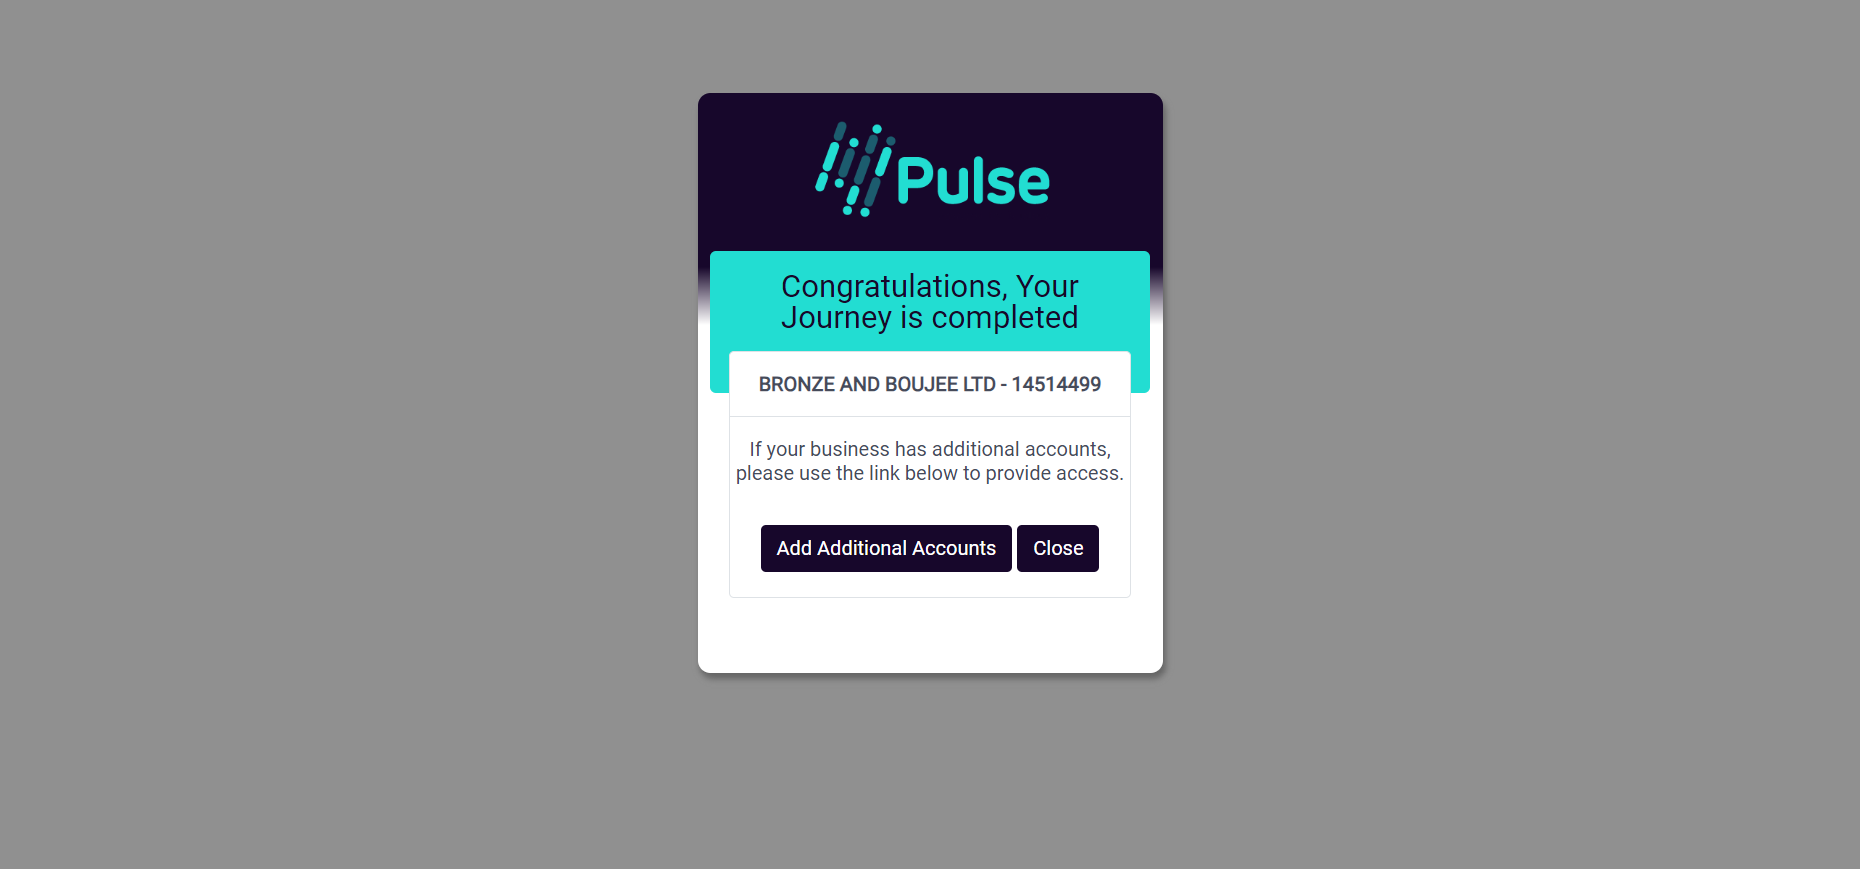 Pulse
Congratulations, Your
Journey is completed
BRONZE AND BOUJEE LTD - 14514499
If your business has additional accounts,
please use the link below to provide access.
Add Additional Accounts
Close